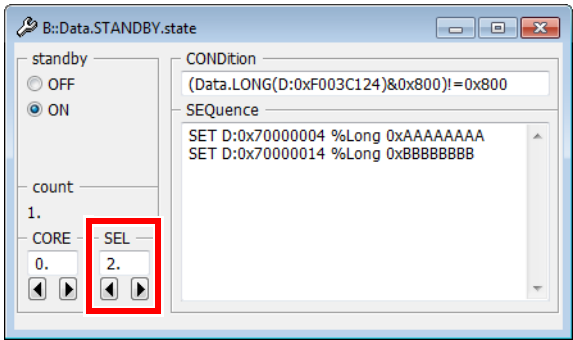 B::Data.STANDBY.state
standby
OFF
ON
count
1.
CORE
0.
SEL
2.
CONDition
(Data.LONG(D:0xF003C124)&0x800)!=0x800
SEQuence
SET D:0x70000004 %Long 0xAAAAAAAA
SET D:0x70000014 %Long 0xBBBBBBBB